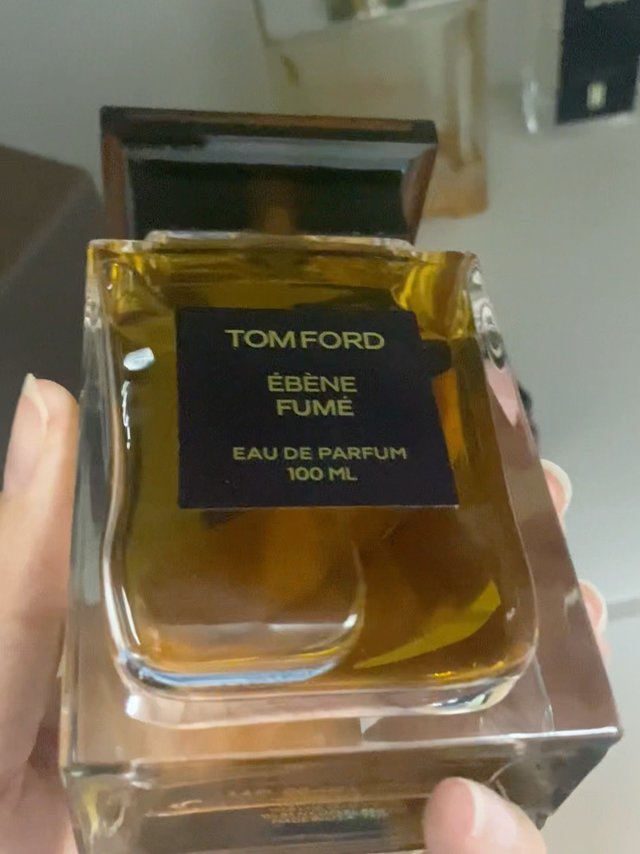 TOM FORD
ÉBÈNE
FUMÉ
EAU DE PARFUM
100 ML